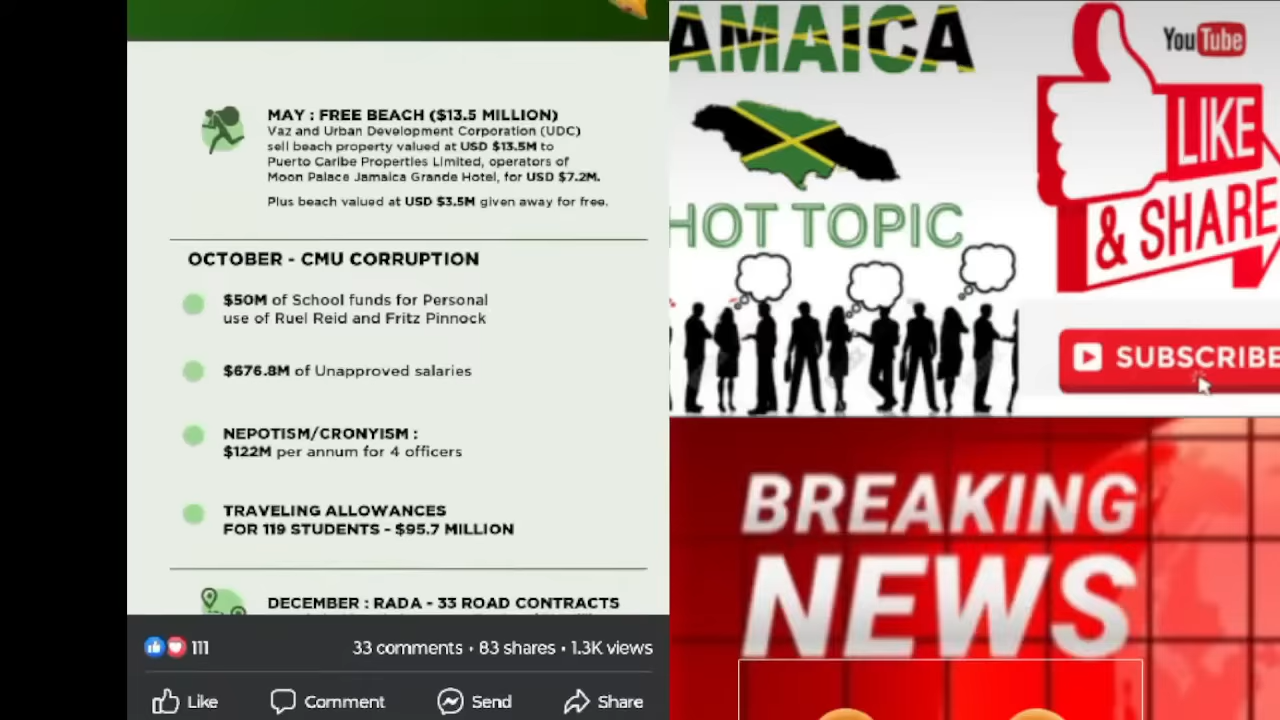 MAY : FREE BEACH ($13.5 MILLION)
Vaz and Urban Development Corporation (UDC)
sell beach property valued at USD $13.5M to
Puerto Caribe Properties Limited, operators of
Moon Palace Jamaica Grande Hotel, for USD $7.2M.
Plus beach valued at USD $3.5M given away for free.
OCTOBER - CMU CORRUPTION
$50M of School funds for Personal
use of Ruel Reid and Fritz Pinnock
$676.8M of Unapproved salaries
NEPOTISM/CRONYISM :
$122M per annum for 4 officers
TRAVELING ALLOWANCES
FOR 119 STUDENTS - $95.7 MILLION
DECEMBER : RADA - 33 ROAD CONTRACTS
111
33 comments • 83 shares • 1.3K views
Like Comment Send Share
AMAICA
HOT TOPIC
YouTube
LIKE
& SHARE
SUBSCRIBE
BREAKING
NEWS